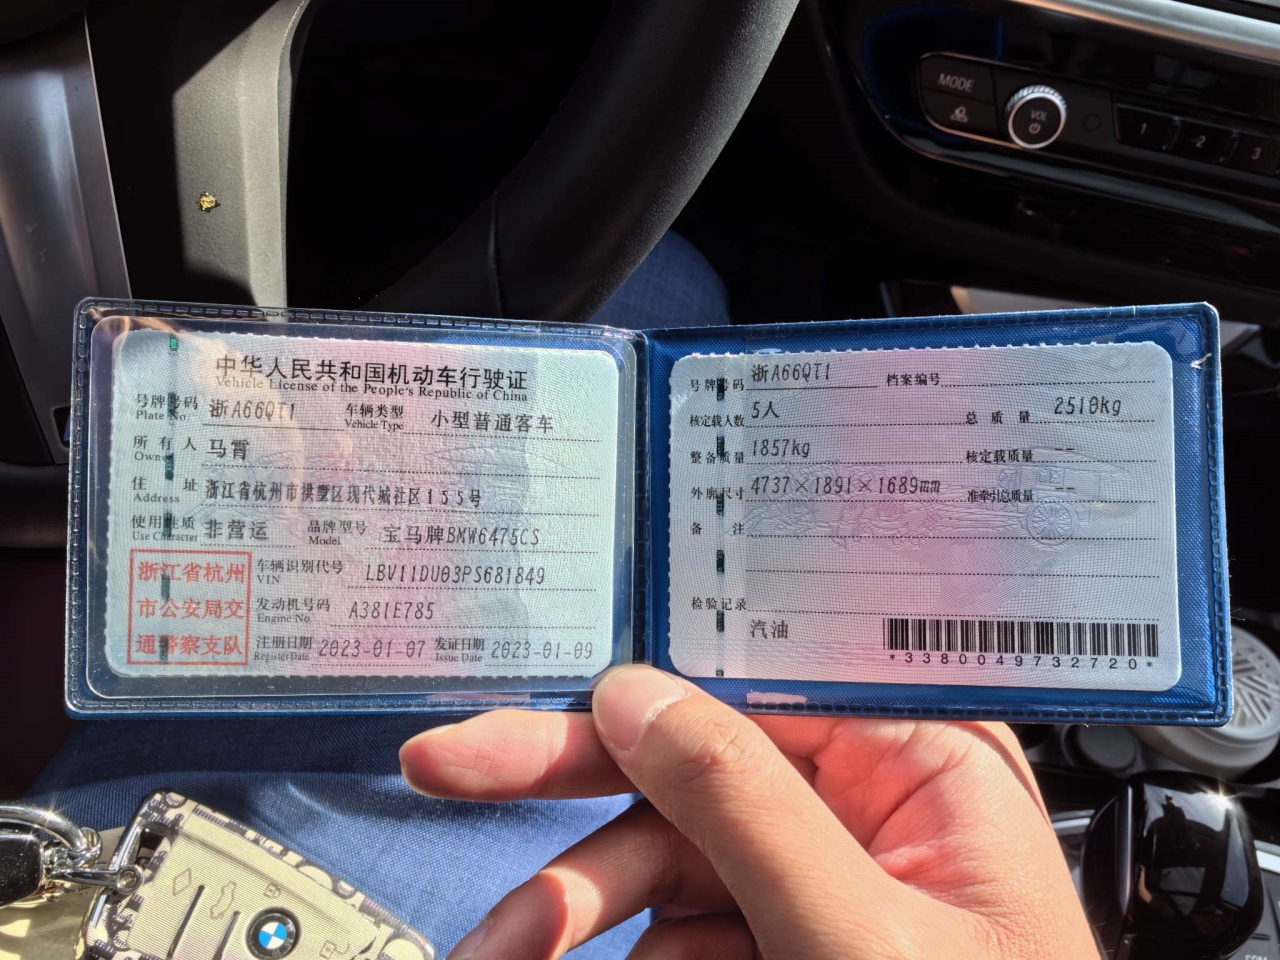 中华人民共和国机动车行驶证
Vehicle License of the People's Republic of China
号牌号码 浙A66QT1 车辆类型 小型普通客车
Plate No. Vehicle Type
所有人 马霄
Owner
住址 浙江省杭州市拱墅区现代城社区155号
Address
使用性质 非营运 品牌型号 宝马牌BMW6475CS
Use Character Model
浙江省杭州
市公安局交
通警察支队
车辆识别代号 LBV11DU03PS681849
VIN
发动机号码 A381E785
Engine No.
注册日期 2023-01-07 发证日期 2023-01-09
Register Date Issue Date
号牌号码 浙A66QT1 档案编号
核定载人数 5人 总质量 2510kg
整备质量 1857kg 核定载质量 --
外廓尺寸 4737×1891×1689mm 准牵引总质量 --
备注
检验记录
汽油
*3380049732720*
MODE
VOL
1 2 3